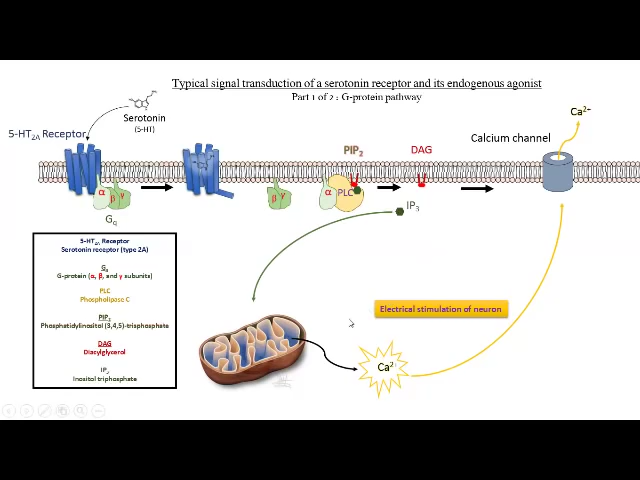 Typical signal transduction of a serotonin receptor and its endogenous agonist
Part 1 of 2 : G-protein pathway
Serotonin
(5-HT)
5-HT2A Receptor
PIP2
DAG
Calcium channel
Ca2+
α
β γ
Gq
β γ
α
PLC
IP3
5-HT2A Receptor
Serotonin receptor (type 2A)
Gq
G-protein (α, β, and γ subunits)
PLC
Phospholipase C
PIP2
Phosphatidylinositol (3,4,5)-trisphosphate
DAG
Diacylglycerol
IP3
Inositol triphosphate
Electrical stimulation of neuron
Ca2+